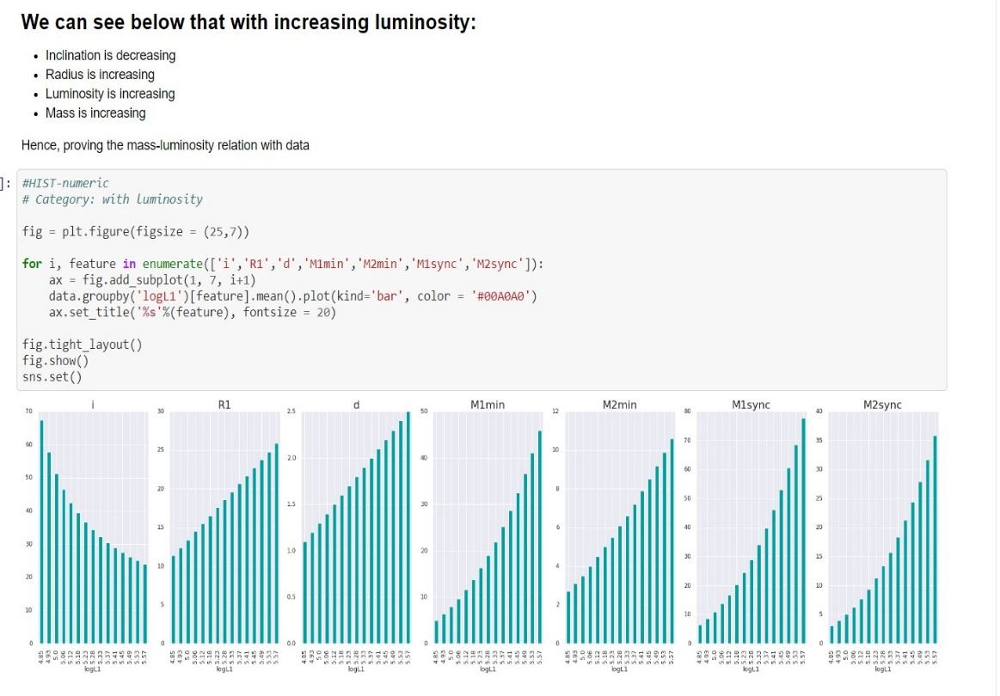 We can see below that with increasing luminosity:
• Inclination is decreasing
• Radius is increasing
• Luminosity is increasing
• Mass is increasing
Hence, proving the mass-luminosity relation with data
]: #HIST-numeric
# Category: with luminosity
fig = plt.figure(figsize = (25,7))
for i, feature in enumerate(['i','R1','d','M1min','M2min','M1sync','M2sync']):
    ax = fig.add_subplot(1, 7, i+1)
    data.groupby('logL1')[feature].mean().plot(kind='bar', color = '#00A0A0')
    ax.set_title('%s'%(feature), fontsize = 20)
fig.tight_layout()
fig.show()
sns.set()
i R1 d M1min M2min M1sync M2sync
70 60 50 40 30 20 10 0
30 25 20 15 10 5 0
2.5 2.0 1.5 1.0 0.5 0.0
50 40 30 20 10 0
12 10 8 6 4 2 0
80 70 60 50 40 30 20 10 0
40 35 30 25 20 15 10 5 0
4.85 4.93 5.0 5.06 5.12 5.18 5.23 5.28 5.33 5.37 5.41 5.45 5.49 5.53 5.57
4.85 4.93 5.0 5.06 5.12 5.18 5.23 5.28 5.33 5.37 5.41 5.45 5.49 5.53 5.57
4.85 4.93 5.0 5.06 5.12 5.18 5.23 5.28 5.33 5.37 5.41 5.45 5.49 5.53 5.57
4.85 4.93 5.0 5.06 5.12 5.18 5.23 5.28 5.33 5.37 5.41 5.45 5.49 5.53 5.57
4.85 4.93 5.0 5.06 5.12 5.18 5.23 5.28 5.33 5.37 5.41 5.45 5.49 5.53 5.57
4.85 4.93 5.0 5.06 5.12 5.18 5.23 5.28 5.33 5.37 5.41 5.45 5.49 5.53 5.57
4.85 4.93 5.0 5.06 5.12 5.18 5.23 5.28 5.33 5.37 5.41 5.45 5.49 5.53 5.57
logL1 logL1 logL1 logL1 logL1 logL1 logL1